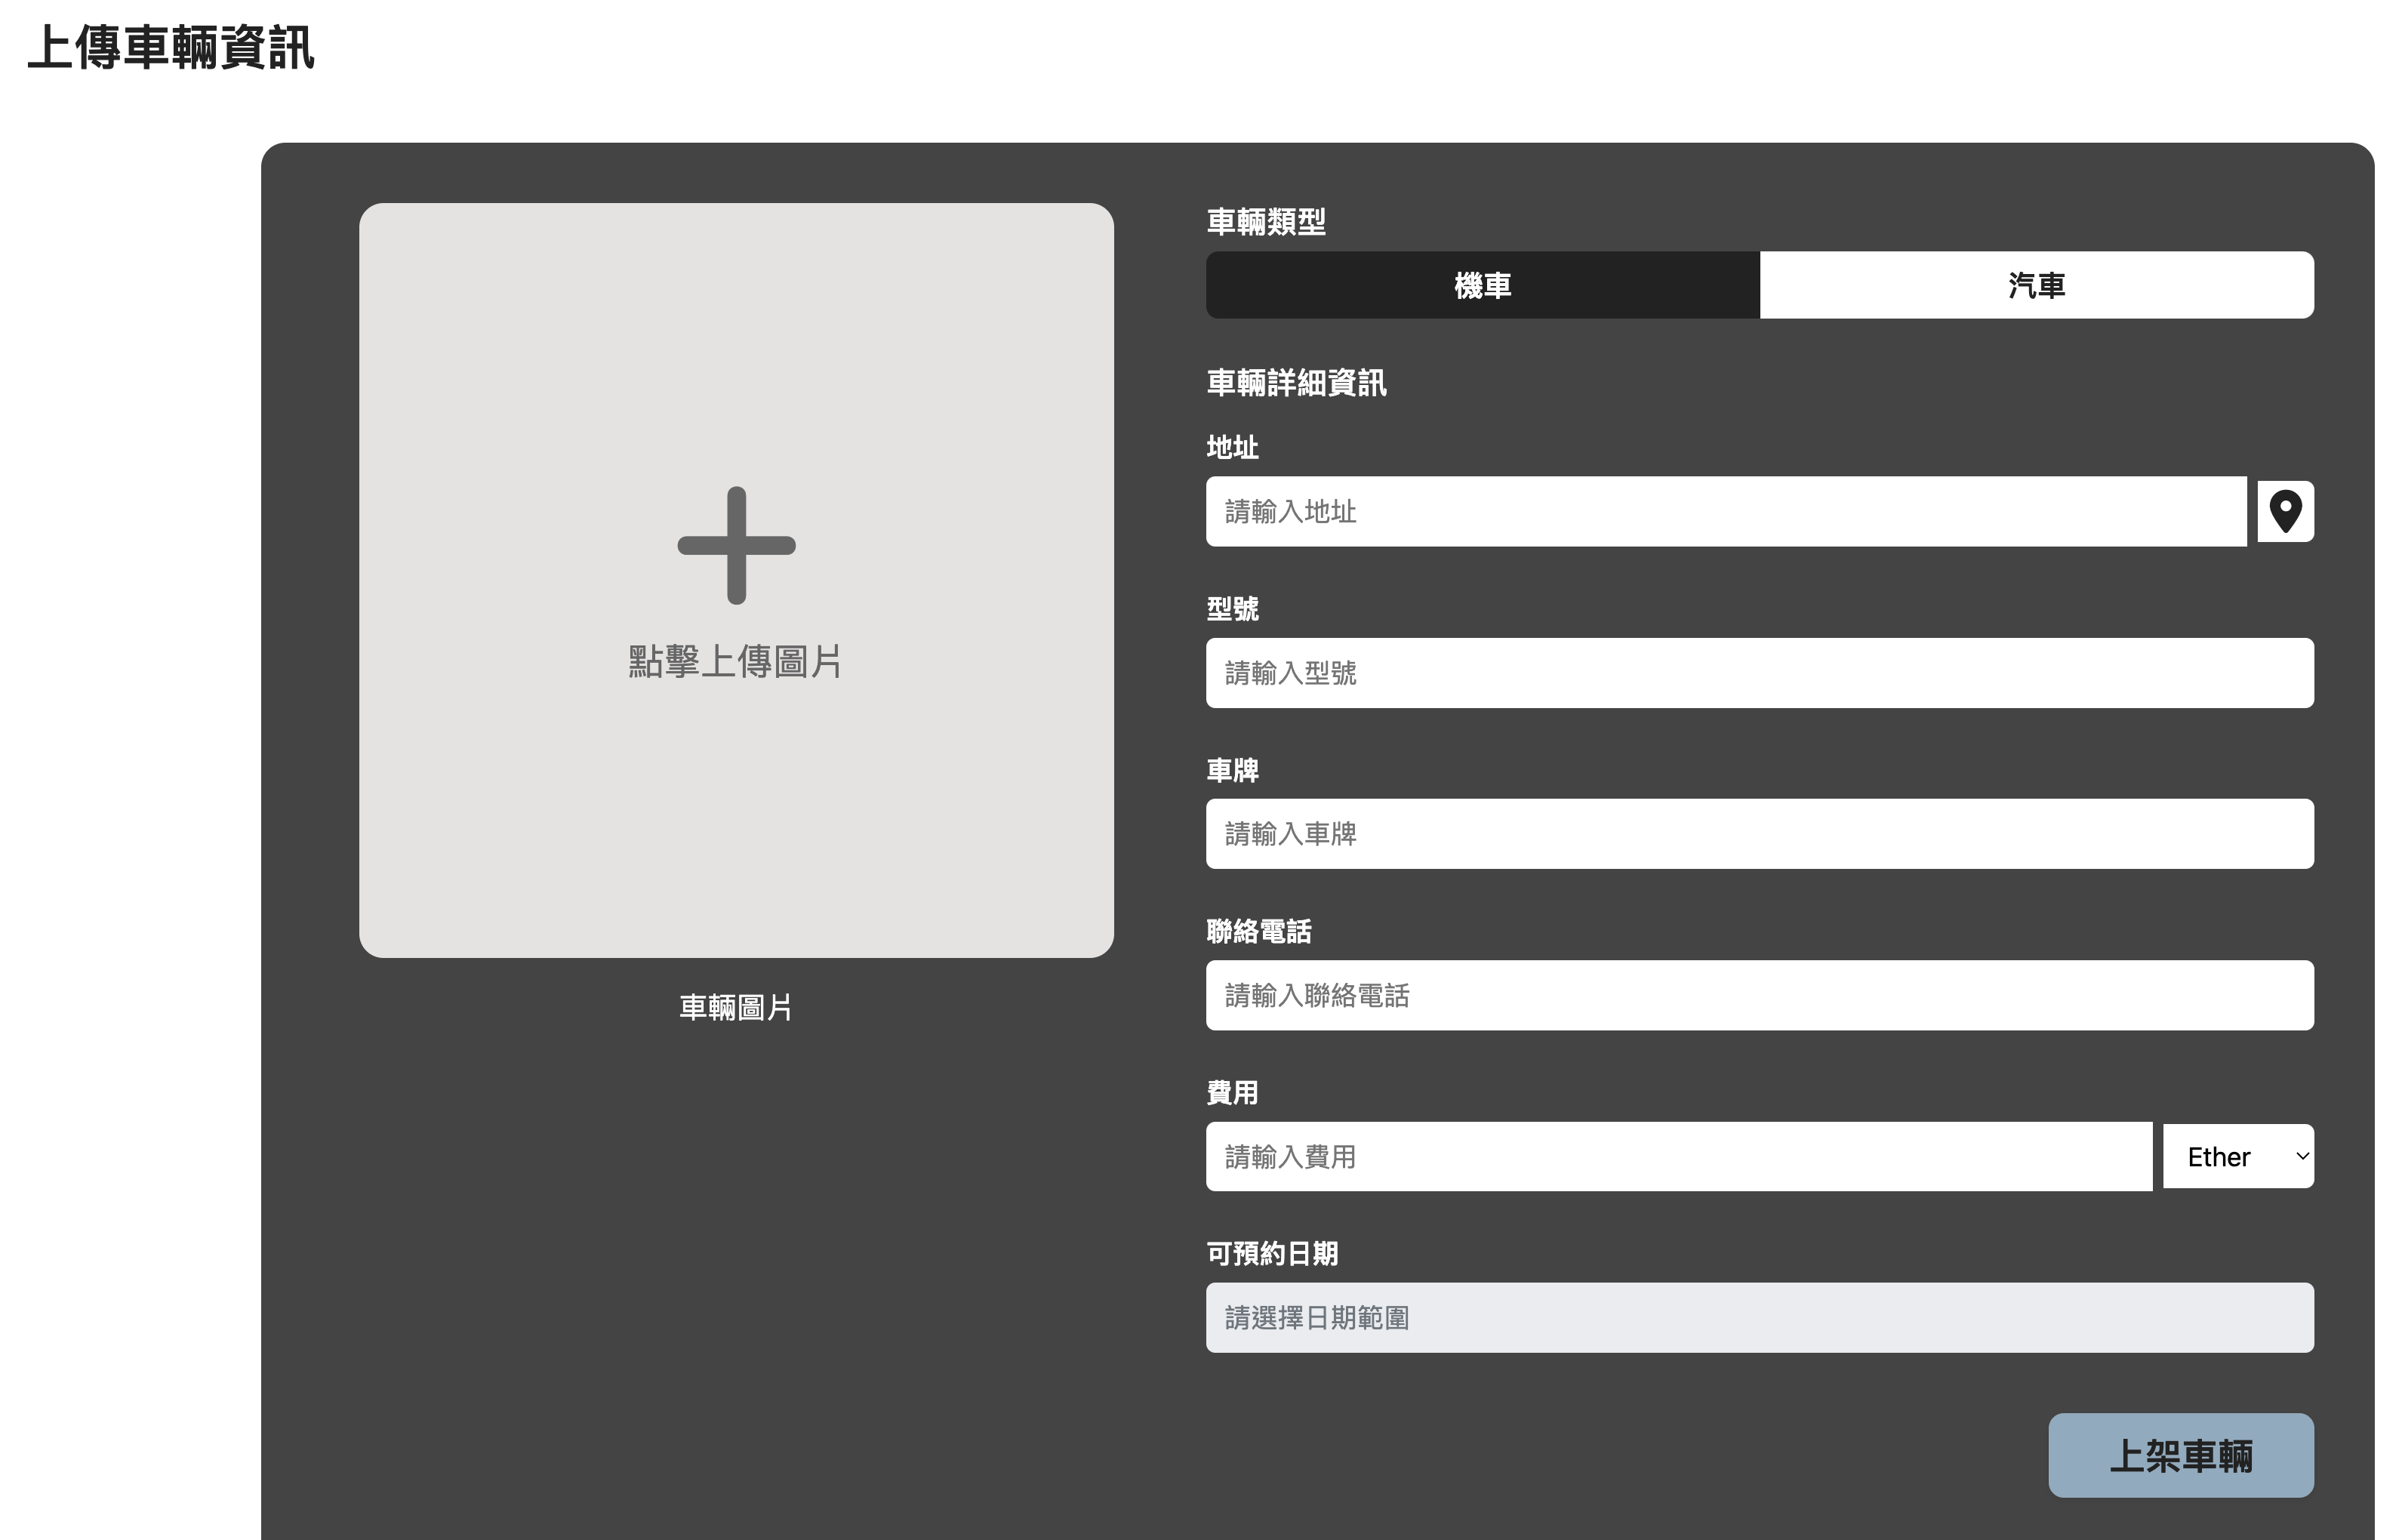 上傳車輛資訊
點擊上傳圖片
車輛圖片
車輛類型
機車 汽車
車輛詳細資訊
地址
請輸入地址
型號
請輸入型號
車牌
請輸入車牌
聯絡電話
請輸入聯絡電話
費用
請輸入費用 Ether
可預約日期
請選擇日期範圍
上架車輛